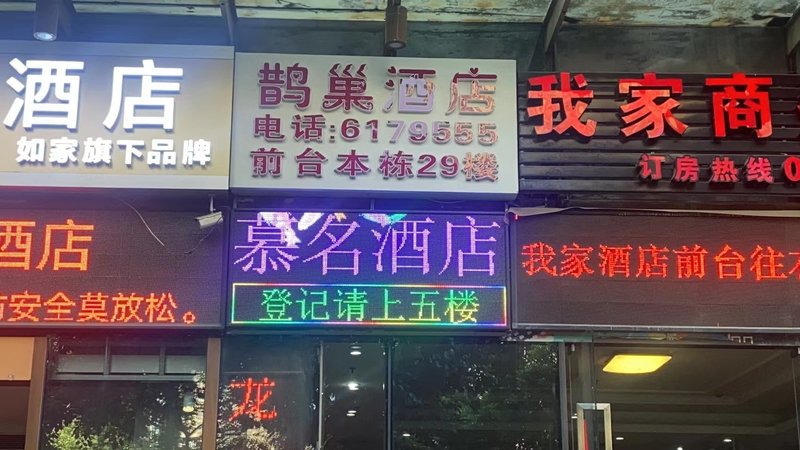 酒店
如家旗下品牌
鹊巢酒店
电话:6179555
前台本栋29楼
我家商
订房热线0
酒店
安全莫放松。
慕名酒店
登记请上五楼
我家酒店前台往
龙